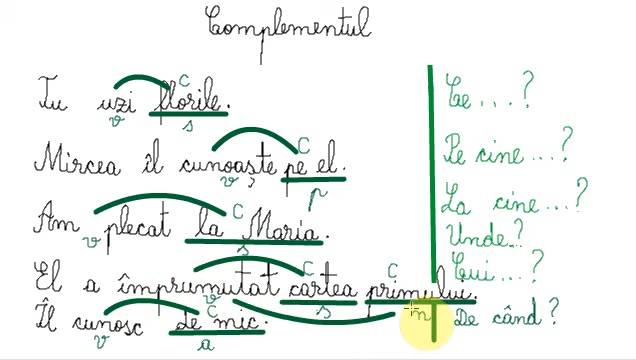 Complementul
C
Tu uzi florile.
v s
Ce ....?
C
Mircea îl cunoaște pe el.
v p
Pe cine ....?
C
Am plecat la Maria.
v s
La cine ....?
Unde..?
C C
El a împrumutat cartea primului.
v s n
Cui ....?
C
Îl cunosc de mic.
v a
De când ?